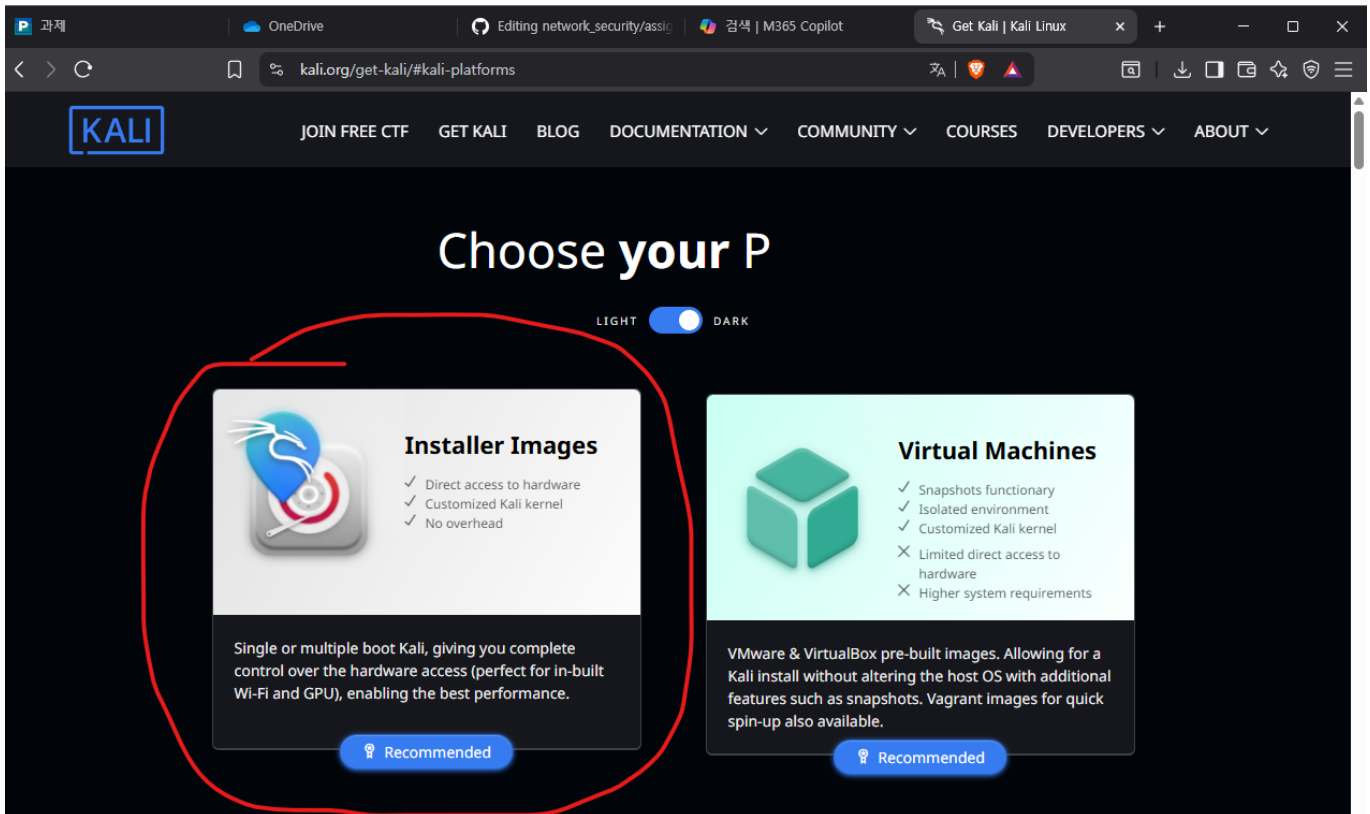 과제
OneDrive
Editing network_security/assig
검색 | M365 Copilot
Get Kali | Kali Linux
kali.org/get-kali/#kali-platforms
KALI
JOIN FREE CTF
GET KALI
BLOG
DOCUMENTATION
COMMUNITY
COURSES
DEVELOPERS
ABOUT
Choose your P
LIGHT
DARK
Installer Images
Direct access to hardware
Customized Kali kernel
No overhead
Single or multiple boot Kali, giving you complete
control over the hardware access (perfect for in-built
Wi-Fi and GPU), enabling the best performance.
Recommended
Virtual Machines
Snapshots functionary
Isolated environment
Customized Kali kernel
Limited direct access to
hardware
Higher system requirements
VMware & VirtualBox pre-built images. Allowing for a
Kali install without altering the host OS with additional
features such as snapshots. Vagrant images for quick
spin-up also available.
Recommended